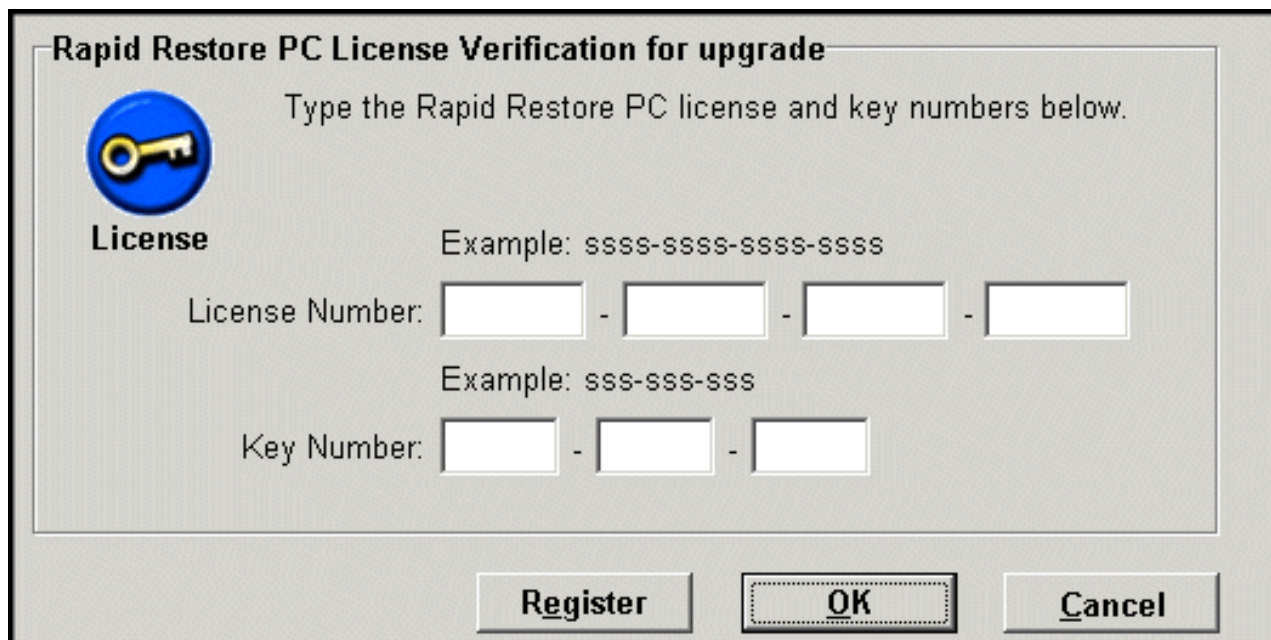 Rapid Restore PC License Verification for upgrade
Type the Rapid Restore PC license and key numbers below.
License
Example: ssss-ssss-ssss-ssss
License Number: - - -
Example: sss-sss-sss
Key Number: - -
Register OK Cancel